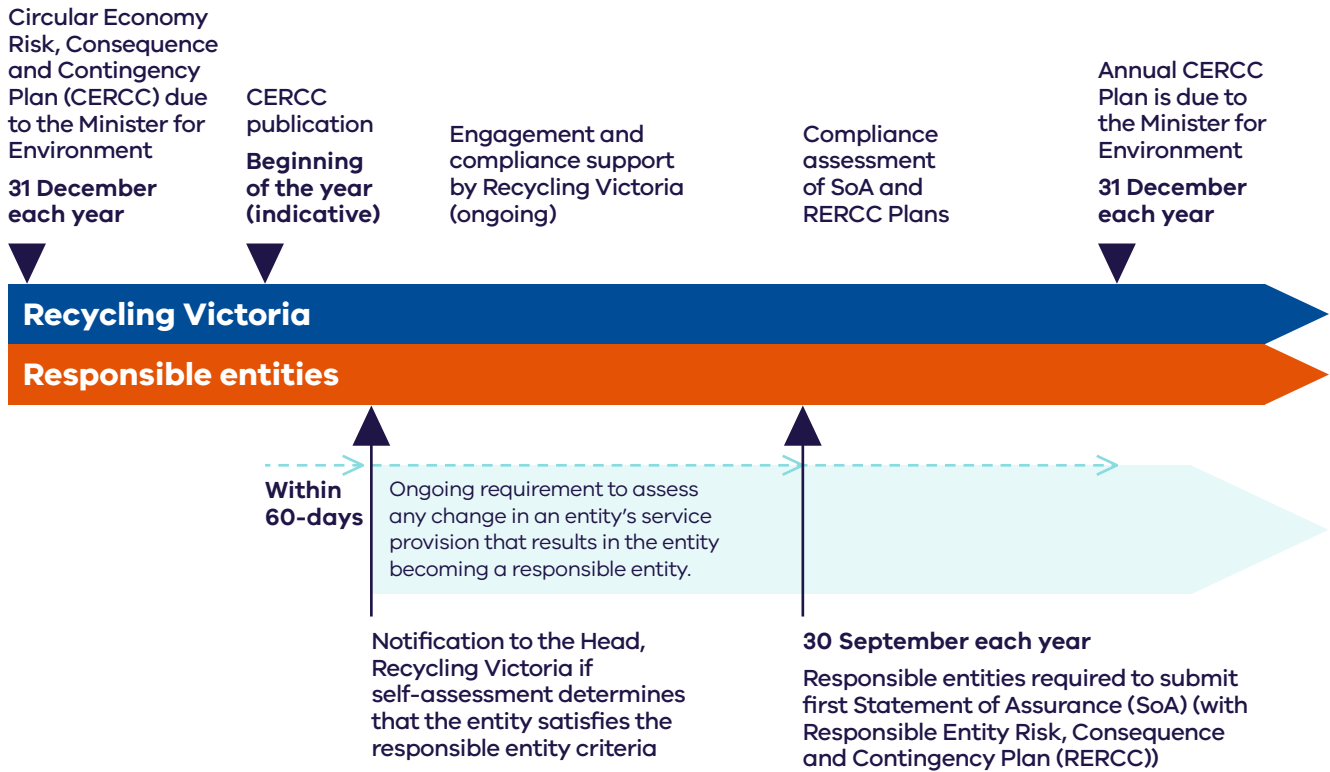 Circular Economy
Risk, Consequence
and Contingency
Plan (CERCC) due
to the Minister for
Environment
31 December
each year
CERCC
publication
Beginning
of the year
(indicative)
Engagement and
compliance support
by Recycling Victoria
(ongoing)
Compliance
assessment
of SoA and
RERCC Plans
Annual CERCC
Plan is due to
the Minister for
Environment
31 December
each year
Recycling Victoria
Responsible entities
Within
60-days
Ongoing requirement to assess
any change in an entity’s service
provision that results in the entity
becoming a responsible entity.
Notification to the Head,
Recycling Victoria if
self-assessment determines
that the entity satisfies the
responsible entity criteria
30 September each year
Responsible entities required to submit
first Statement of Assurance (SoA) (with
Responsible Entity Risk, Consequence
and Contingency Plan (RERCC))